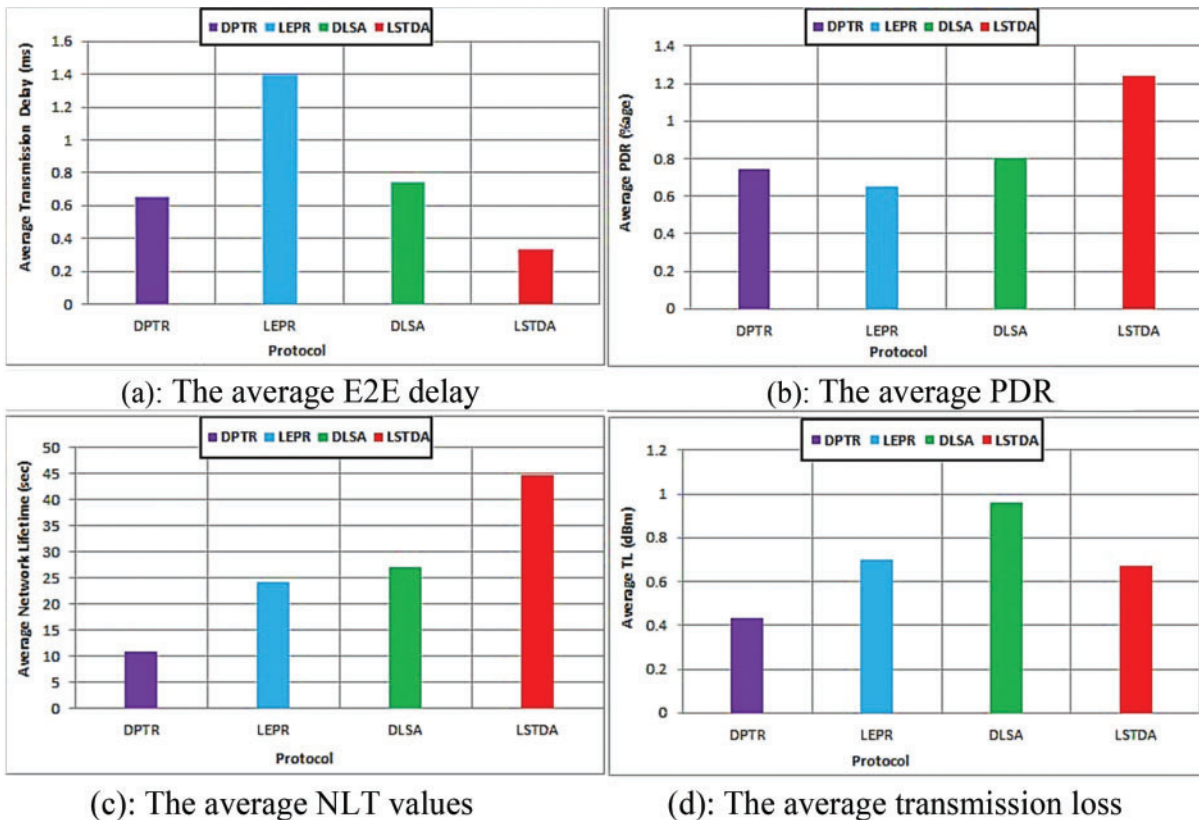 DPTR LEPR DLSA LSTDA
Average Transmission Delay (ms)
1.6
1.4
1.2
1
0.8
0.6
0.4
0.2
0
DPTR LEPR DLSA LSTDA
Protocol
(a): The average E2E delay
DPTR LEPR DLSA LSTDA
Average PDR (%age)
1.4
1.2
1
0.8
0.6
0.4
0.2
0
DPTR LEPR DLSA LSTDA
Protocol
(b): The average PDR
DPTR LEPR DLSA LSTDA
Average Network Lifetime (sec)
50
45
40
35
30
25
20
15
10
5
0
DPTR LEPR DLSA LSTDA
Protocol
(c): The average NLT values
DPTR LEPR DLSA LSTDA
Average TL (dBm)
1.2
1
0.8
0.6
0.4
0.2
0
DPTR LEPR DLSA LSTDA
Protocol
(d): The average transmission loss